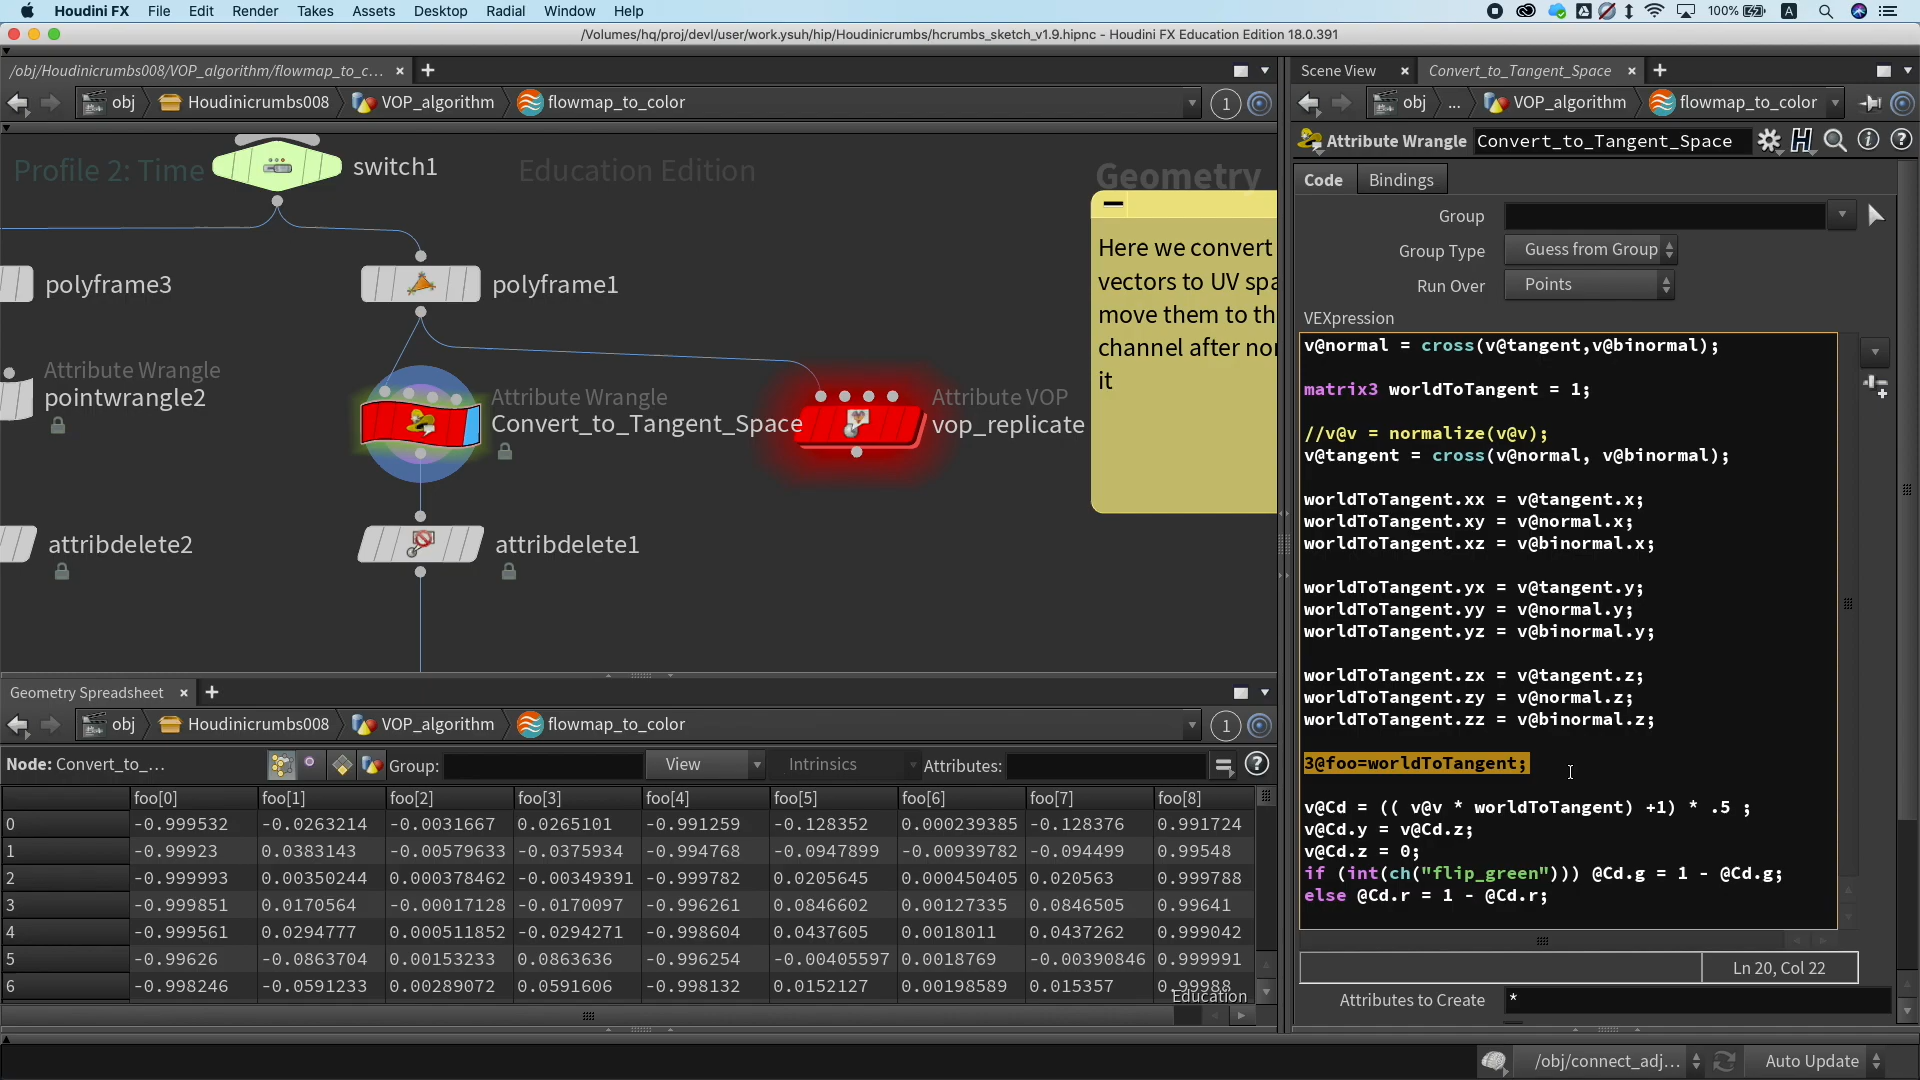 Houdini FX File Edit Render Takes Assets Desktop Radial Window Help 100% A
/Volumes/hq/proj/devl/user/work.ysuh/hip/Houdinicrumbs/hcrumbs_sketch_v1.9.hipnc - Houdini FX Education Edition 18.0.391
/obj/Houdinicrumbs008/VOP_algorithm/flowmap_to_c... × +
obj Houdinicrumbs008 VOP_algorithm flowmap_to_color 1
Profile 2: Time
switch1
Education Edition
Geometry
polyframe3
polyframe1
Here we convert
vectors to UV spa
move them to th
channel after nor
it
Attribute Wrangle
pointwrangle2
Attribute Wrangle
Convert_to_Tangent_Space
Attribute VOP
vop_replicate
attribdelete2
attribdelete1
Geometry Spreadsheet × +
obj Houdinicrumbs008 VOP_algorithm flowmap_to_color 1
Node: Convert_to_... Group: View Intrinsics Attributes: ?
foo[0] foo[1] foo[2] foo[3] foo[4] foo[5] foo[6] foo[7] foo[8]
0 -0.999532 -0.0263214 -0.0031667 0.0265101 -0.991259 -0.128352 0.000239385 -0.128376 0.991724
1 -0.99923 0.0383143 -0.00579633 -0.0375934 -0.994768 -0.0947899 -0.00939782 -0.094499 0.99548
2 -0.999993 0.00350244 0.000378462 -0.00349391 -0.999782 0.0205645 0.000450405 0.020563 0.999788
3 -0.999851 0.0170564 -0.00017128 -0.0170097 -0.996261 0.0846602 0.00127335 0.0846505 0.99641
4 -0.999561 0.0294777 0.000511852 -0.0294271 -0.998604 0.0437605 0.0018011 0.0437262 0.999042
5 -0.99626 -0.0863704 0.00153233 0.0863636 -0.996254 -0.00405597 0.0018769 -0.00390846 0.999991
6 -0.998246 -0.0591233 0.00289072 0.0591606 -0.998132 0.0152127 0.00198589 0.015357 0.99988
Education
Scene View × Convert_to_Tangent_Space × +
obj ... VOP_algorithm flowmap_to_color
Attribute Wrangle Convert_to_Tangent_Space
Code Bindings
Group
Group Type Guess from Group
Run Over Points
VEXpression
v@normal = cross(v@tangent,v@binormal);
matrix3 worldToTangent = 1;
//v@v = normalize(v@v);
v@tangent = cross(v@normal, v@binormal);
worldToTangent.xx = v@tangent.x;
worldToTangent.xy = v@normal.x;
worldToTangent.xz = v@binormal.x;
worldToTangent.yx = v@tangent.y;
worldToTangent.yy = v@normal.y;
worldToTangent.yz = v@binormal.y;
worldToTangent.zx = v@tangent.z;
worldToTangent.zy = v@normal.z;
worldToTangent.zz = v@binormal.z;
3@foo=worldToTangent;
v@Cd = (( v@v * worldToTangent) +1) * .5 ;
v@Cd.y = v@Cd.z;
v@Cd.z = 0;
if (int(ch("flip_green"))) @Cd.g = 1 - @Cd.g;
else @Cd.r = 1 - @Cd.r;
Ln 20, Col 22
Attributes to Create *
/obj/connect_adj... Auto Update